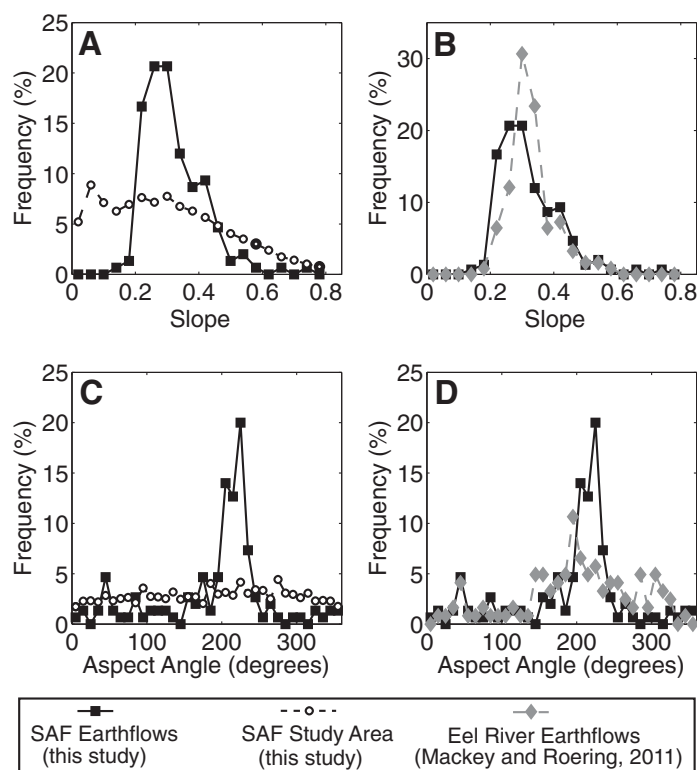 A
25
20
15
10
5
0
Frequency (%)
0 0.2 0.4 0.6 0.8
Slope
B
30
20
10
0
Frequency (%)
0 0.2 0.4 0.6 0.8
Slope
C
25
20
15
10
5
0
Frequency (%)
0 100 200 300
Aspect Angle (degrees)
D
25
20
15
10
5
0
Frequency (%)
0 100 200 300
Aspect Angle (degrees)
SAF Earthflows
(this study)
SAF Study Area
(this study)
Eel River Earthflows
(Mackey and Roering, 2011)